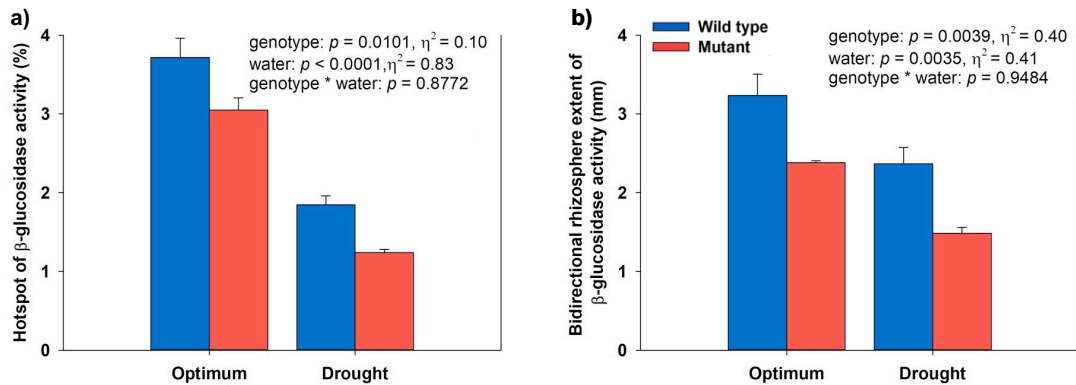 a)
Hotspot of β-glucosidase activity (%)
4
3
2
1
0
genotype: p = 0.0101, η² = 0.10
water: p < 0.0001,η² = 0.83
genotype * water: p = 0.8772
Optimum
Drought
b)
Bidirectional rhizosphere extent of
β-glucosidase activity (mm)
4
3
2
1
0
Wild type
Mutant
genotype: p = 0.0039, η² = 0.40
water: p = 0.0035, η² = 0.41
genotype * water: p = 0.9484
Optimum
Drought